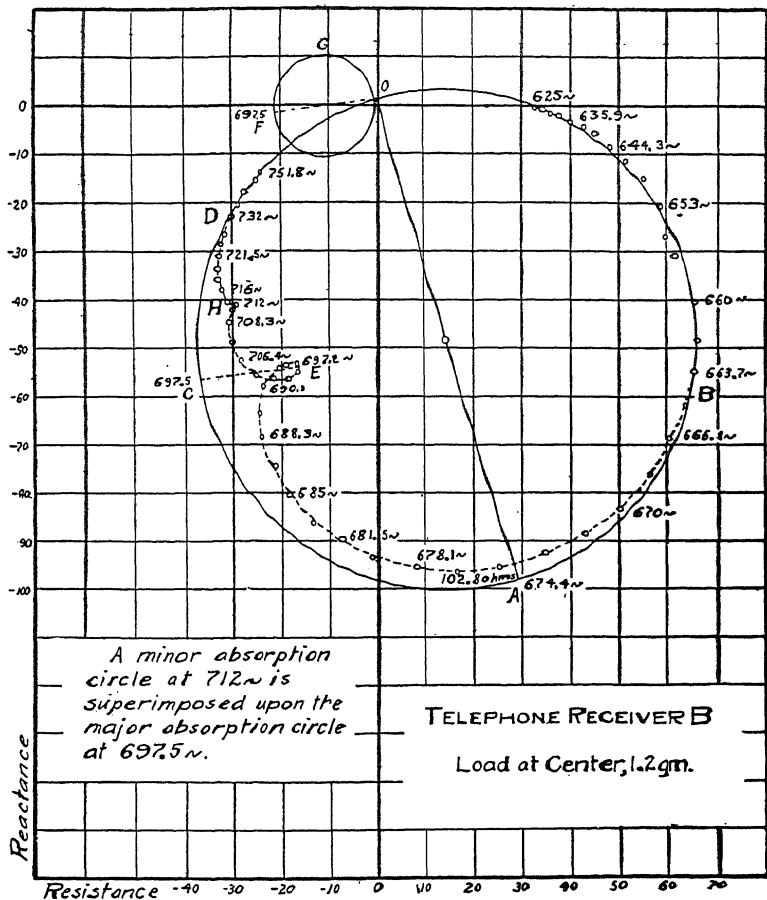 G
O
0
625~
697.5
F
635.9~
-10
644.3~
751.8~
-20
D
732~
653~
-30
721.5~
716~
-40
H
712~
660~
708.3~
-50
706.4~
697.2~
663.7~
697.5
E
C
690.
B
-60
688.3~
666.8~
-70
-80
685~
670~
681.5~
90
678.1~
102.8 ohms
674.4~
-100
A
A minor absorption
circle at 712~ is
superimposed upon the
major absorption circle
at 697.5~.
TELEPHONE RECEIVER B
Load at Center, 1.2gm.
Reactance
Resistance -40 -30 -20 -10 0 10 20 30 40 50 60 70